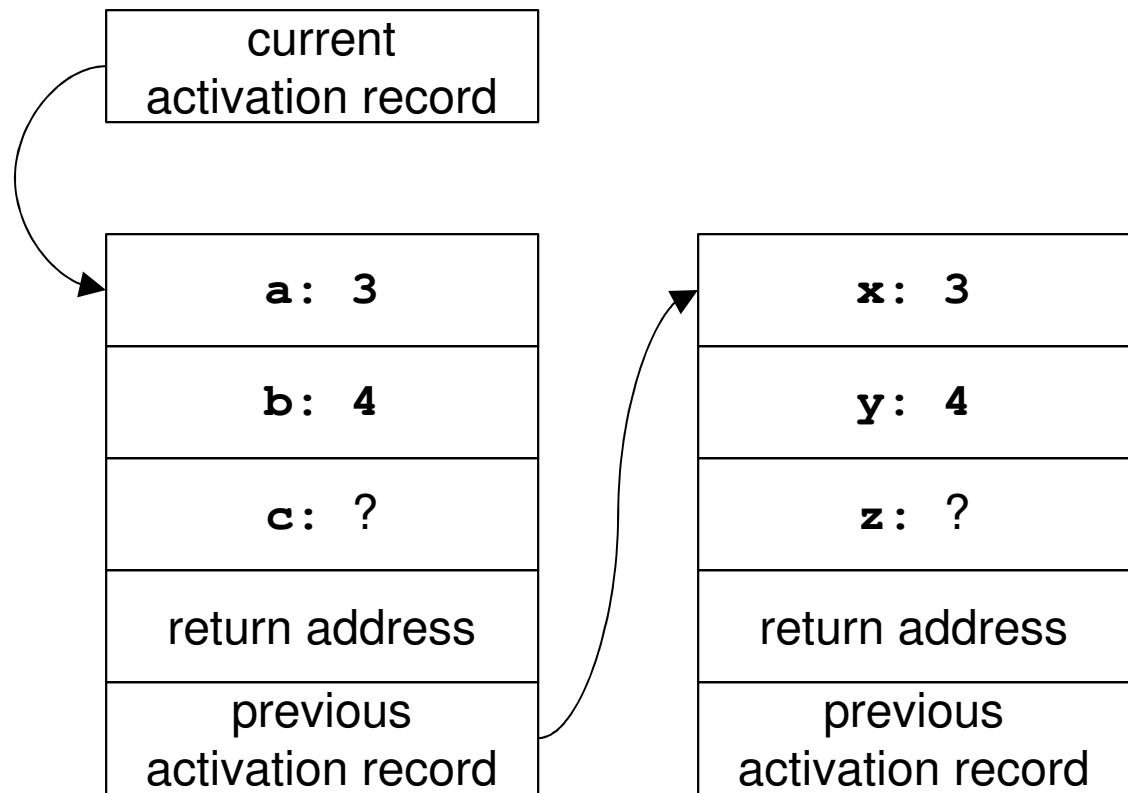 current
activation record
a: 3
b: 4
c: ?
return address
previous
activation record
x: 3
y: 4
z: ?
return address
previous
activation record